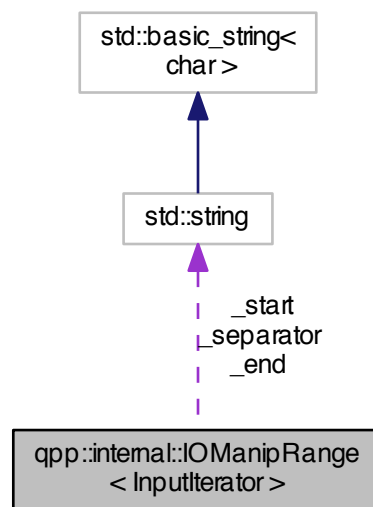 std::basic_string<
char >
std::string
_start
_separator
_end
qpp::internal::IOManipRange
< InputIterator >